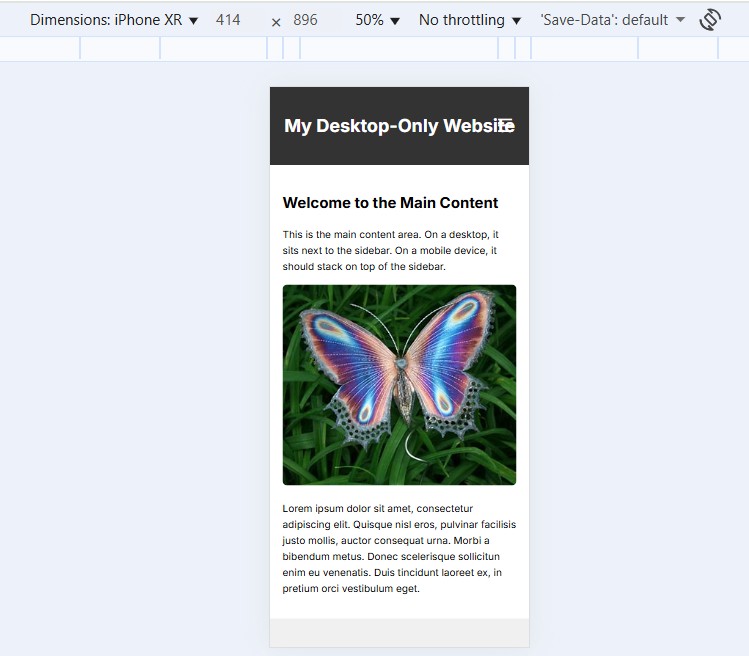 Dimensions: iPhone XR 414 × 896 50% No throttling 'Save-Data': default
My Desktop-Only Website
Welcome to the Main Content
This is the main content area. On a desktop, it
sits next to the sidebar. On a mobile device, it
should stack on top of the sidebar.
Lorem ipsum dolor sit amet, consectetur
adipiscing elit. Quisque nisl eros, pulvinar facilisis
justo mollis, auctor consequat urna. Morbi a
bibendum metus. Donec scelerisque sollicitun
enim eu venenatis. Duis tincidunt laoreet ex, in
pretium orci vestibulum eget.